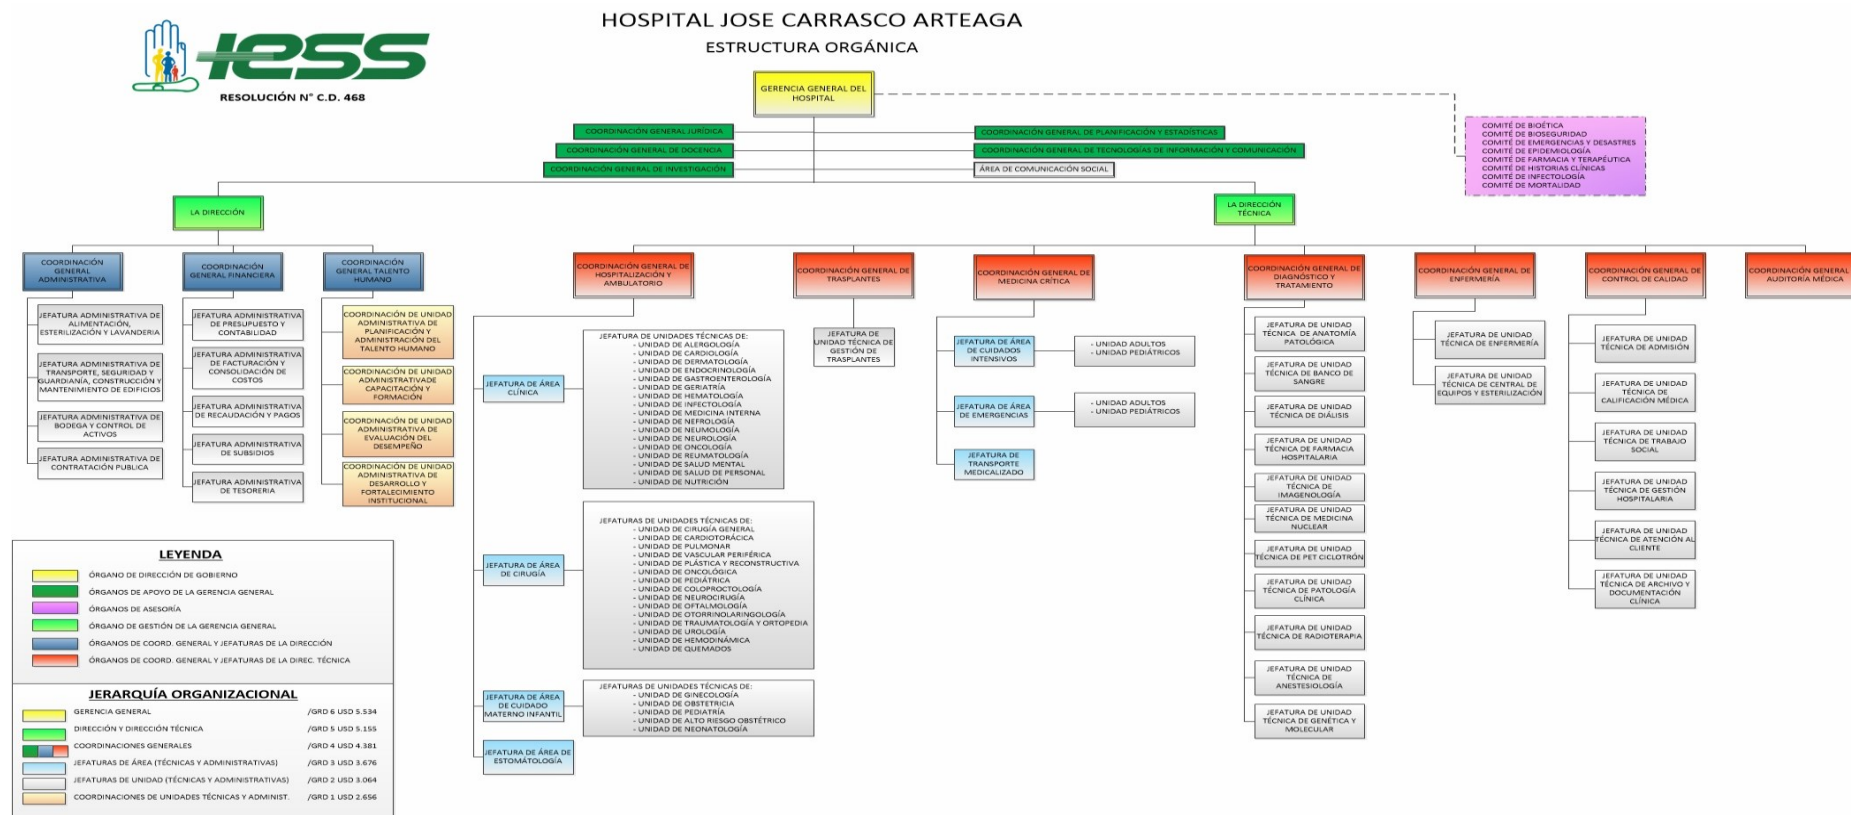 HOSPITAL JOSE CARRASCO ARTEAGA
ESTRUCTURA ORGÁNICA
IESS
RESOLUCIÓN N° C.D. 468
GERENCIA GENERAL DEL
HOSPITAL
COORDINACIÓN GENERAL JURÍDICA
COORDINACIÓN GENERAL DE PLANIFICACIÓN Y ESTADÍSTICAS
COORDINACIÓN GENERAL DE DOCENCIA
COORDINACIÓN GENERAL DE TECNOLOGÍAS DE INFORMACIÓN Y COMUNICACIÓN
COORDINACIÓN GENERAL DE INVESTIGACIÓN
ÁREA DE COMUNICACIÓN SOCIAL
COMITÉ DE BIOÉTICA
COMITÉ DE BIOSEGURIDAD
COMITÉ DE EMERGENCIAS Y DESASTRES
COMITÉ DE EPIDEMIOLOGÍA
COMITÉ DE FARMACIA Y TERAPÉUTICA
COMITÉ DE HISTORIAS CLÍNICAS
COMITÉ DE INFECTOLOGÍA
COMITÉ DE MORTALIDAD
LA DIRECCIÓN
LA DIRECCIÓN
TÉCNICA
COORDINACIÓN
GENERAL
ADMINISTRATIVA
JEFATURA ADMINISTRATIVA DE
ALIMENTACIÓN,
ESTERILIZACIÓN Y LAVANDERIA
JEFATURA ADMINISTRATIVA DE
TRANSPORTE, SEGURIDAD Y
GUARDIANÍA, CONSTRUCCIÓN Y
MANTENIMIENTO DE EDIFICIOS
JEFATURA ADMINISTRATIVA DE
BODEGA Y CONTROL DE
ACTIVOS
JEFATURA ADMINISTRATIVA DE
CONTRATACIÓN PUBLICA
COORDINACIÓN
GENERAL FINANCIERA
JEFATURA ADMINISTRATIVA
DE PRESUPUESTO Y
CONTABILIDAD
JEFATURA ADMINISTRATIVA
DE FACTURACIÓN Y
CONSOLIDACIÓN DE
COSTOS
JEFATURA ADMINISTRATIVA
DE RECAUDACIÓN Y PAGOS
JEFATURA ADMINISTRATIVA
DE SUBSIDIOS
JEFATURA ADMINISTRATIVA
DE TESORERIA
COORDINACIÓN
GENERAL TALENTO
HUMANO
COORDINACIÓN DE UNIDAD
ADMINISTRATIVA DE
PLANIFICACIÓN Y
ADMINISTRACIÓN DEL
TALENTO HUMANO
COORDINACIÓN DE UNIDAD
ADMINISTRATIVADE
CAPACITACIÓN Y
FORMACIÓN
COORDINACIÓN DE UNIDAD
ADMINISTRATIVA DE
EVALUACIÓN DEL
DESEMPEÑO
COORDINACIÓN DE UNIDAD
ADMINISTRATIVA DE
DESARROLLO Y
FORTALECIMIENTO
INSTITUCIONAL
COORDINACIÓN GENERAL DE
HOSPITALIZACIÓN Y
AMBULATORIO
JEFATURA DE ÁREA
CLÍNICA
JEFATURA DE UNIDADES TÉCNICAS DE:
- UNIDAD DE ALERGOLOGÍA
- UNIDAD DE CARDIOLOGÍA
- UNIDAD DE DERMATOLOGÍA
- UNIDAD DE ENDOCRINOLOGÍA
- UNIDAD DE GASTROENTEROLOGÍA
- UNIDAD DE GERIATRÍA
- UNIDAD DE HEMATOLOGÍA
- UNIDAD DE INFECTOLOGÍA
- UNIDAD DE MEDICINA INTERNA
- UNIDAD DE NEFROLOGÍA
- UNIDAD DE NEUMOLOGÍA
- UNIDAD DE NEUROLOGÍA
- UNIDAD DE ONCOLOGÍA
- UNIDAD DE REUMATOLOGÍA
- UNIDAD DE SALUD MENTAL
- UNIDAD DE SALUD DE PERSONAL
- UNIDAD DE NUTRICIÓN
JEFATURA DE ÁREA
DE CIRUGÍA
JEFATURAS DE UNIDADES TÉCNICAS DE:
- UNIDAD DE CIRUGÍA GENERAL
- UNIDAD DE CARDIOTORÁCICA
- UNIDAD DE PULMONAR
- UNIDAD DE VASCULAR PERIFÉRICA
- UNIDAD DE PLÁSTICA Y RECONSTRUCTIVA
- UNIDAD DE ONCOLÓGICA
- UNIDAD DE PEDIÁTRICA
- UNIDAD DE COLOPROCTOLOGÍA
- UNIDAD DE NEUROCIRUGÍA
- UNIDAD DE OFTALMOLOGÍA
- UNIDAD DE OTORRINOLARINGOLOGÍA
- UNIDAD DE TRAUMATOLOGÍA Y ORTOPEDIA
- UNIDAD DE UROLOGÍA
- UNIDAD DE HEMODINÁMICA
- UNIDAD DE QUEMADOS
JEFATURA DE ÁREA
DE CUIDADO
MATERNO INFANTIL
JEFATURAS DE UNIDADES TÉCNICAS DE:
- UNIDAD DE GINECOLOGÍA
- UNIDAD DE OBSTETRICIA
- UNIDAD DE PEDIATRÍA
- UNIDAD DE ALTO RIESGO OBSTÉTRICO
- UNIDAD DE NEONATOLOGÍA
JEFATURA DE ÁREA DE
ESTOMÁTOLOGÍA
COORDINACIÓN GENERAL DE
TRASPLANTES
JEFATURA DE
UNIDAD TÉCNICA DE
GESTIÓN DE
TRASPLANTES
COORDINACIÓN GENERAL DE
MEDICINA CRÍTICA
JEFATURA DE ÁREA
DE CUIDADOS
INTENSIVOS
- UNIDAD ADULTOS
- UNIDAD PEDIÁTRICOS
JEFATURA DE ÁREA
DE EMERGENCIAS
- UNIDAD ADULTOS
- UNIDAD PEDIÁTRICOS
JEFATURA DE
TRANSPORTE
MEDICALIZADO
COORDINACIÓN GENERAL DE
DIAGNÓSTICO Y
TRATAMIENTO
JEFATURA DE UNIDAD
TÉCNICA DE ANATOMÍA
PATOLÓGICA
JEFATURA DE UNIDAD
TÉCNICA DE BANCO DE
SANGRE
JEFATURA DE UNIDAD
TÉCNICA DE DIÁLISIS
JEFATURA DE UNIDAD
TÉCNICA DE FARMACIA
HOSPITALARIA
JEFATURA DE UNIDAD
TÉCNICA DE
IMAGENOLOGÍA
JEFATURA DE UNIDAD
TÉCNICA DE MEDICINA
NUCLEAR
JEFATURA DE UNIDAD
TÉCNICA DE PET CICLOTRÓN
JEFATURA DE UNIDAD
TÉCNICA DE PATOLOGÍA
CLÍNICA
JEFATURA DE UNIDAD
TÉCNICA DE RADIOTERAPIA
JEFATURA DE UNIDAD
TÉCNICA DE
ANESTESIOLOGÍA
JEFATURA DE UNIDAD
TÉCNICA DE GENÉTICA Y
MOLECULAR
COORDINACIÓN GENERAL DE
ENFERMERÍA
JEFATURA DE UNIDAD
TÉCNICA DE ENFERMERÍA
JEFATURA DE UNIDAD
TÉCNICA DE CENTRAL DE
EQUIPOS Y ESTERILIZACIÓN
COORDINACIÓN GENERAL DE
CONTROL DE CALIDAD
JEFATURA DE UNIDAD
TÉCNICA DE ADMISIÓN
JEFATURA DE UNIDAD
TÉCNICA DE
CALIFICACIÓN MÉDICA
JEFATURA DE UNIDAD
TÉCNICA DE TRABAJO
SOCIAL
JEFATURA DE UNIDAD
TÉCNICA DE GESTIÓN
HOSPITALARIA
JEFATURA DE UNIDAD
TÉCNICA DE ATENCIÓN AL
CLIENTE
JEFATURA DE UNIDAD
TÉCNICA DE ARCHIVO Y
DOCUMENTACIÓN
CLÍNICA
COORDINACIÓN GENERAL
AUDITORÍA MÉDICA
LEYENDA
ÓRGANO DE DIRECCIÓN DE GOBIERNO
ÓRGANOS DE APOYO DE LA GERENCIA GENERAL
ÓRGANOS DE ASESORÍA
ÓRGANO DE GESTIÓN DE LA GERENCIA GENERAL
ÓRGANOS DE COORD. GENERAL Y JEFATURAS DE LA DIRECCIÓN
ÓRGANOS DE COORD. GENERAL Y JEFATURAS DE LA DIREC. TÉCNICA
JERARQUÍA ORGANIZACIONAL
GERENCIA GENERAL /GRD 6 USD 5.534
DIRECCIÓN Y DIRECCIÓN TÉCNICA /GRD 5 USD 5.155
COORDINACIONES GENERALES /GRD 4 USD 4.381
JEFATURAS DE ÁREA (TÉCNICAS Y ADMINISTRATIVAS) /GRD 3 USD 3.676
JEFATURAS DE UNIDAD (TÉCNICAS Y ADMINISTRATIVAS) /GRD 2 USD 3.064
COORDINACIONES DE UNIDADES TÉCNICAS Y ADMINIST. /GRD 1 USD 2.656